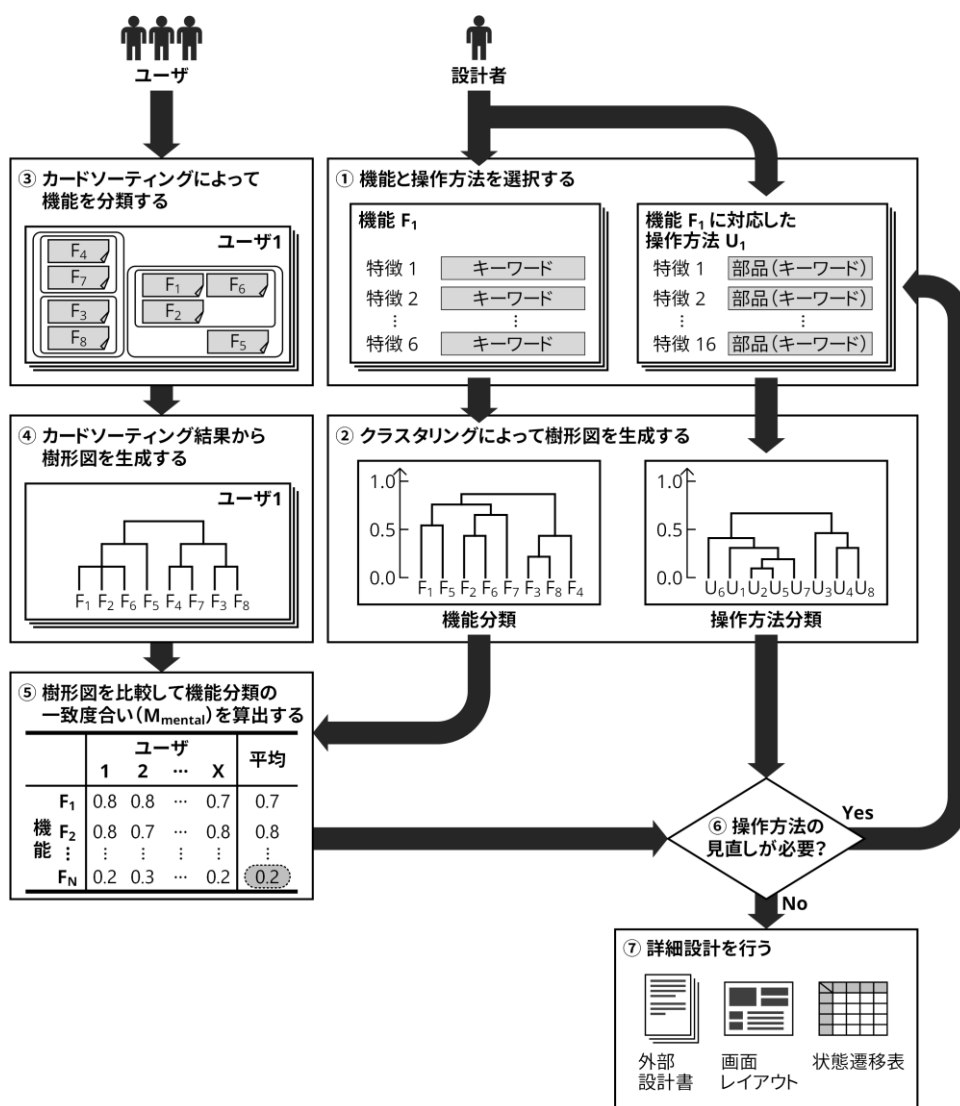 ユーザ
設計者
③ カードソーティングによって
機能を分類する
ユーザ1
F4
F7
F3
F8
F1
F6
F2
F5
① 機能と操作方法を選択する
機能 F1
特徴 1 キーワード
特徴 2 キーワード
⋮ ⋮
特徴 6 キーワード
機能 F1 に対応した
操作方法 U1
特徴 1 部品(キーワード)
特徴 2 部品(キーワード)
⋮ ⋮
特徴 16 部品(キーワード)
④ カードソーティング結果から
樹形図を生成する
ユーザ1
F1 F2 F6 F5 F4 F7 F3 F8
② クラスタリングによって樹形図を生成する
1.0
0.5
0.0
F1 F5 F2 F6 F7 F3 F8 F4
機能分類
1.0
0.5
0.0
U6 U1 U2 U5 U7 U3 U4 U8
操作方法分類
⑤ 樹形図を比較して機能分類の
一致度合い(Mmental)を算出する
ユーザ 平均
1 2 … X
機能
F1 0.8 0.8 … 0.7 0.7
F2 0.8 0.7 … 0.8 0.8
⋮ ⋮ ⋮ ⋮ ⋮
FN 0.2 0.3 … 0.2 0.2
⑥ 操作方法の
見直しが必要?
Yes
No
⑦ 詳細設計を行う
外部
設計書
画面
レイアウト
状態遷移表